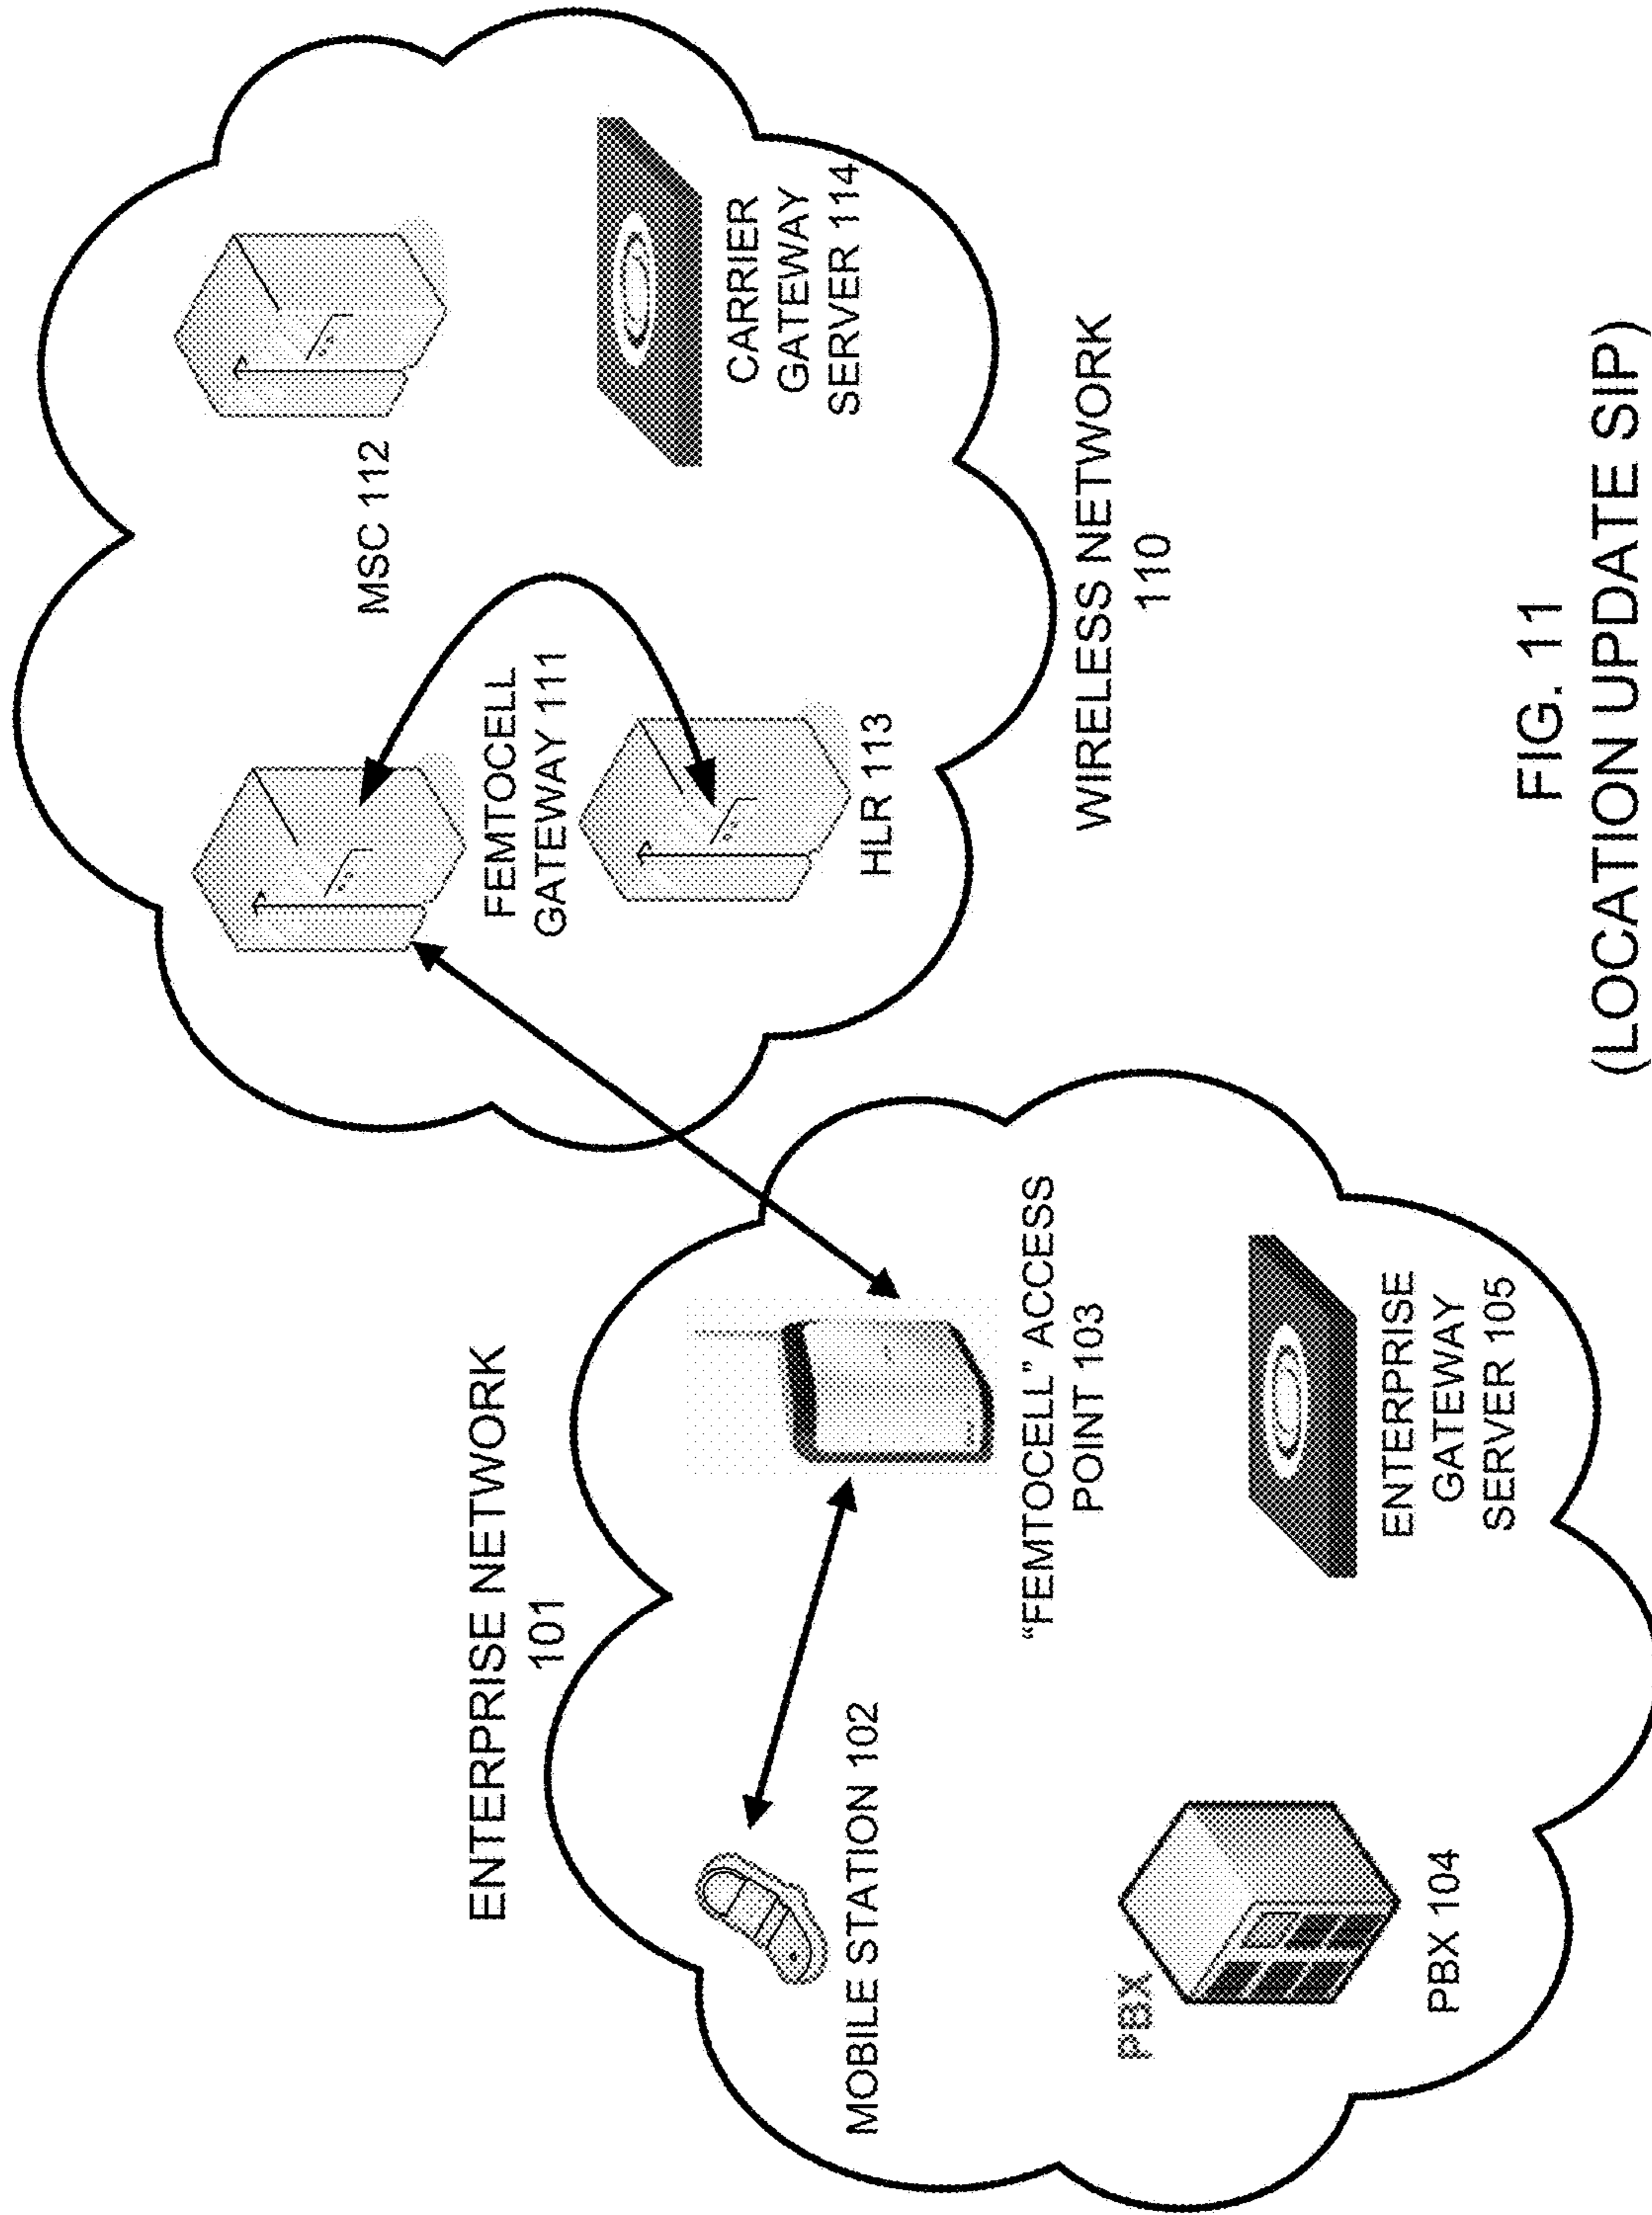 ENTERPRISE NETWORK
101
MOBILE STATION 102
"FEMTOCELL" ACCESS
POINT 103
PBX
PBX 104
ENTERPRISE
GATEWAY
SERVER 105
FEMTOCELL
GATEWAY 111
MSC 112
HLR 113
CARRIER
GATEWAY
SERVER 114
WIRELESS NETWORK
110
FIG. 11
(LOCATION UPDATE SIP)